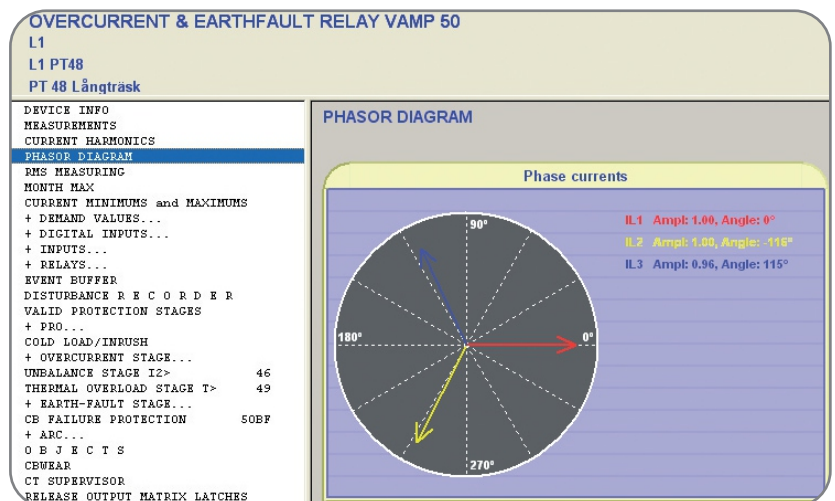 OVERCURRENT & EARTHFAULT RELAY VAMP 50
L1
L1 PT48
PT 48 Långträsk
DEVICE INFO
MEASUREMENTS
CURRENT HARMONICS
PHASOR DIAGRAM
RMS MEASURING
MONTH MAX
CURRENT MINIMUMS and MAXIMUMS
+ DEMAND VALUES...
+ DIGITAL INPUTS...
+ INPUTS...
+ RELAYS...
EVENT BUFFER
DISTURBANCE R E C O R D E R
VALID PROTECTION STAGES
+ PRO...
COLD LOAD/INRUSH
+ OVERCURRENT STAGE...
UNBALANCE STAGE I2> 46
THERMAL OVERLOAD STAGE T> 49
+ EARTH-FAULT STAGE...
CB FAILURE PROTECTION 50BF
+ ARC...
O B J E C T S
CBWEAR
CT SUPERVISOR
RELEASE OUTPUT MATRIX LATCHES
PHASOR DIAGRAM
Phase currents
90°
180°
0°
270°
IL1 Ampl: 1.00, Angle: 0°
IL2 Ampl: 1.00, Angle: -116°
IL3 Ampl: 0.96, Angle: 115°